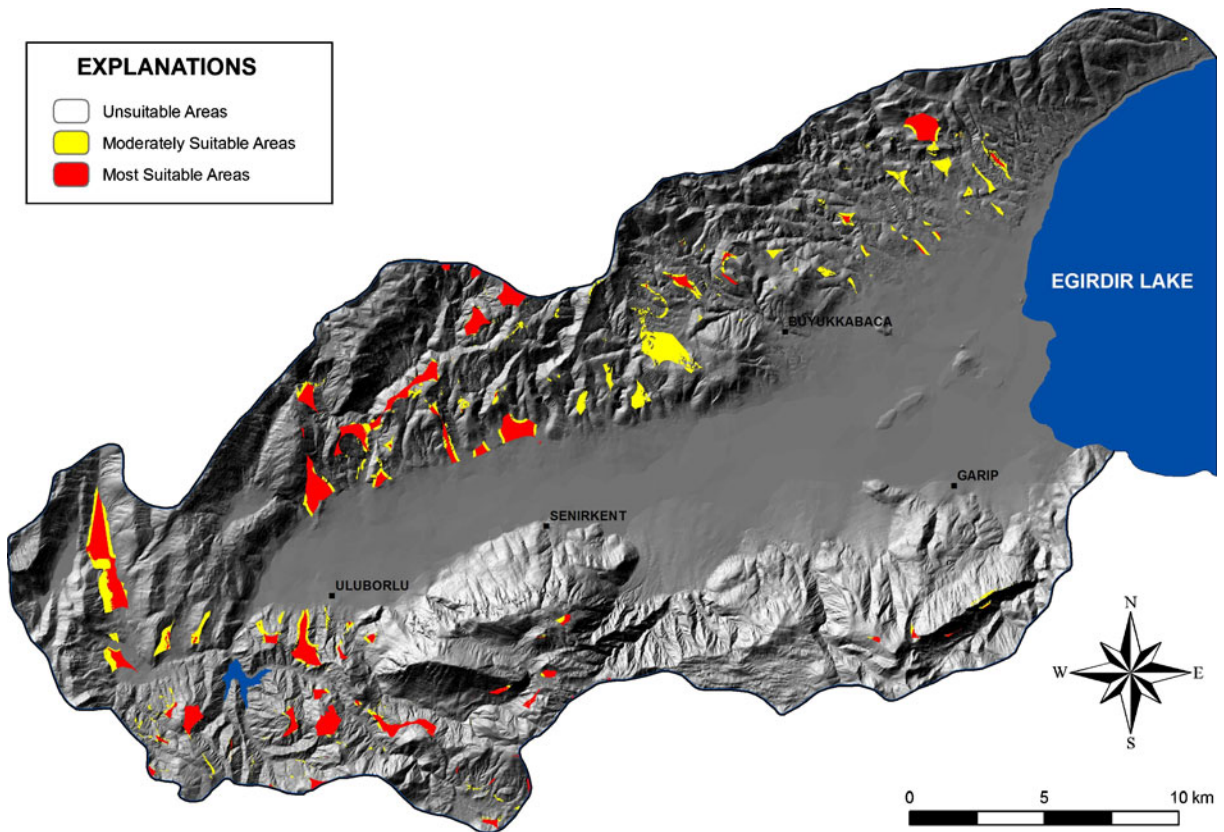 EXPLANATIONS
Unsuitable Areas
Moderately Suitable Areas
Most Suitable Areas
EGIRDIR LAKE
BUYUKKABACA
GARIP
SENIRKENT
ULUBORLU
N
W E
S
0 5 10 km